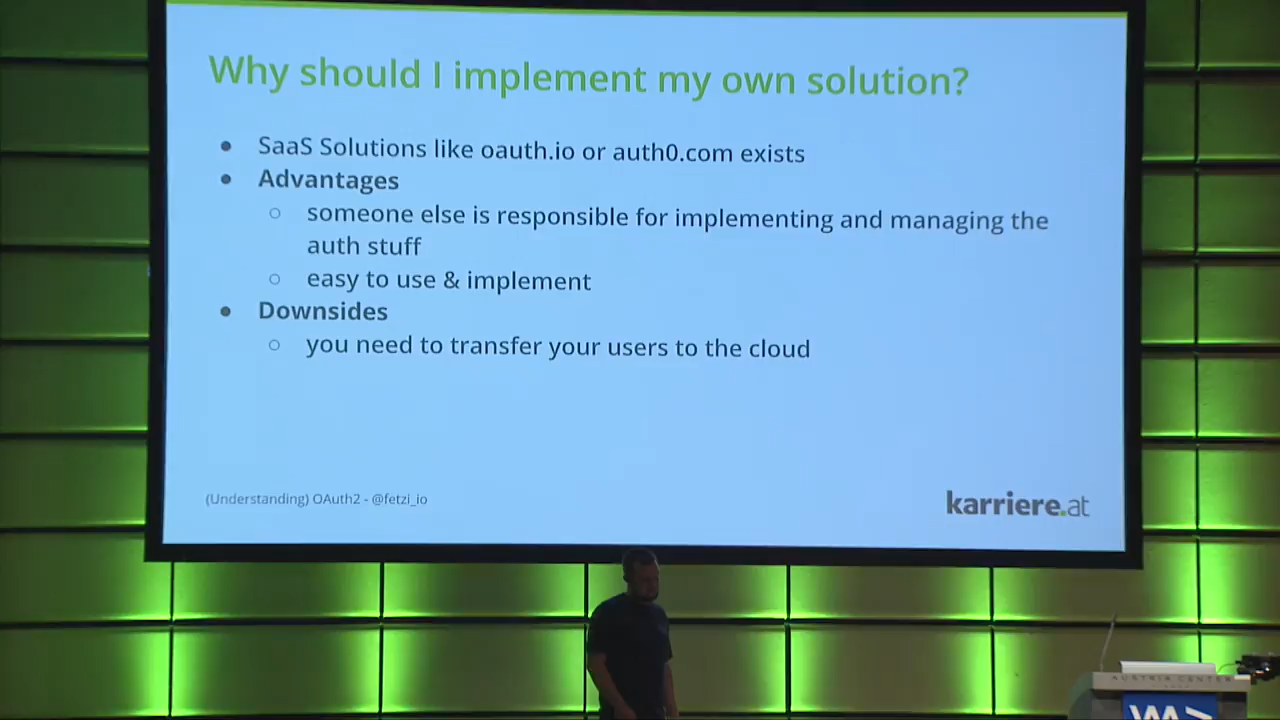 Why should I implement my own solution?
● SaaS Solutions like oauth.io or auth0.com exists
● Advantages
○ someone else is responsible for implementing and managing the
auth stuff
○ easy to use & implement
● Downsides
○ you need to transfer your users to the cloud
(Understanding) OAuth2 - @fetzi_io
karriere.at
AUSTRIA CENTER